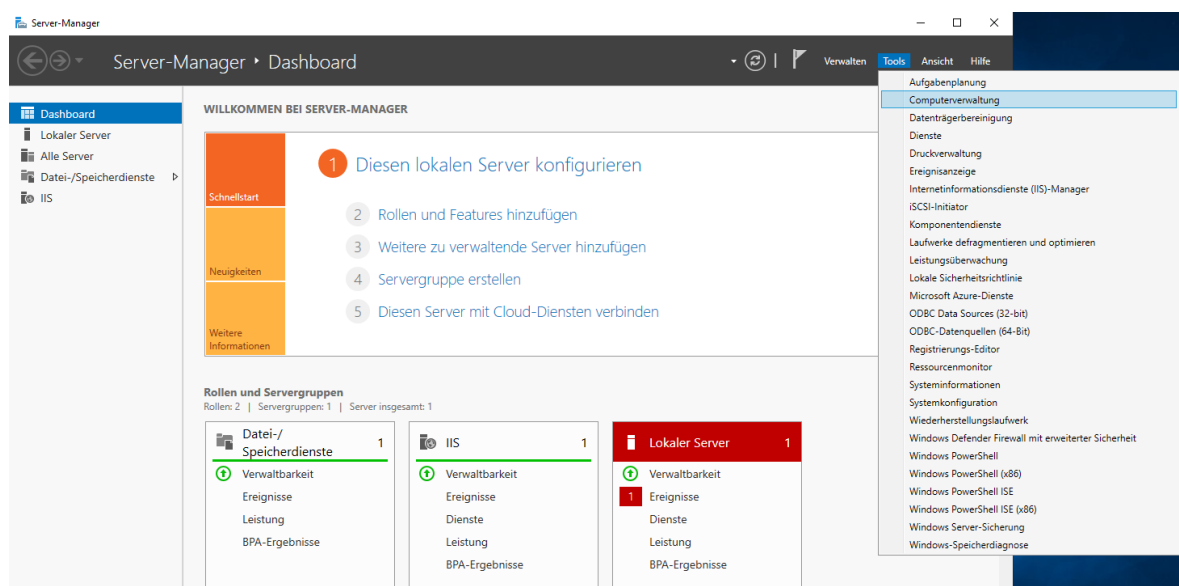 Server-Manager
Server-Manager • Dashboard
Verwalten Tools Ansicht Hilfe
Dashboard
Lokaler Server
Alle Server
Datei-/Speicherdienste
IIS
WILLKOMMEN BEI SERVER-MANAGER
Schnellstart
Neuigkeiten
Weitere
Informationen
1 Diesen lokalen Server konfigurieren
2 Rollen und Features hinzufügen
3 Weitere zu verwaltende Server hinzufügen
4 Servergruppe erstellen
5 Diesen Server mit Cloud-Diensten verbinden
Rollen und Servergruppen
Rollen: 2 | Servergruppen: 1 | Server insgesamt: 1
Datei-/
Speicherdienste 1
Verwaltbarkeit
Ereignisse
Leistung
BPA-Ergebnisse
IIS 1
Verwaltbarkeit
Ereignisse
Dienste
Leistung
BPA-Ergebnisse
Lokaler Server 1
Verwaltbarkeit
1 Ereignisse
Dienste
Leistung
BPA-Ergebnisse
Aufgabenplanung
Computerverwaltung
Datenträgerbereinigung
Dienste
Druckverwaltung
Ereignisanzeige
Internetinformationsdienste (IIS)-Manager
iSCSI-Initiator
Komponentendienste
Laufwerke defragmentieren und optimieren
Leistungsüberwachung
Lokale Sicherheitsrichtlinie
Microsoft Azure-Dienste
ODBC Data Sources (32-bit)
ODBC-Datenquellen (64-Bit)
Registrierungs-Editor
Ressourcenmonitor
Systeminformationen
Systemkonfiguration
Wiederherstellungslaufwerk
Windows Defender Firewall mit erweiterter Sicherheit
Windows PowerShell
Windows PowerShell (x86)
Windows PowerShell ISE
Windows PowerShell ISE (x86)
Windows Server-Sicherung
Windows-Speicherdiagnose